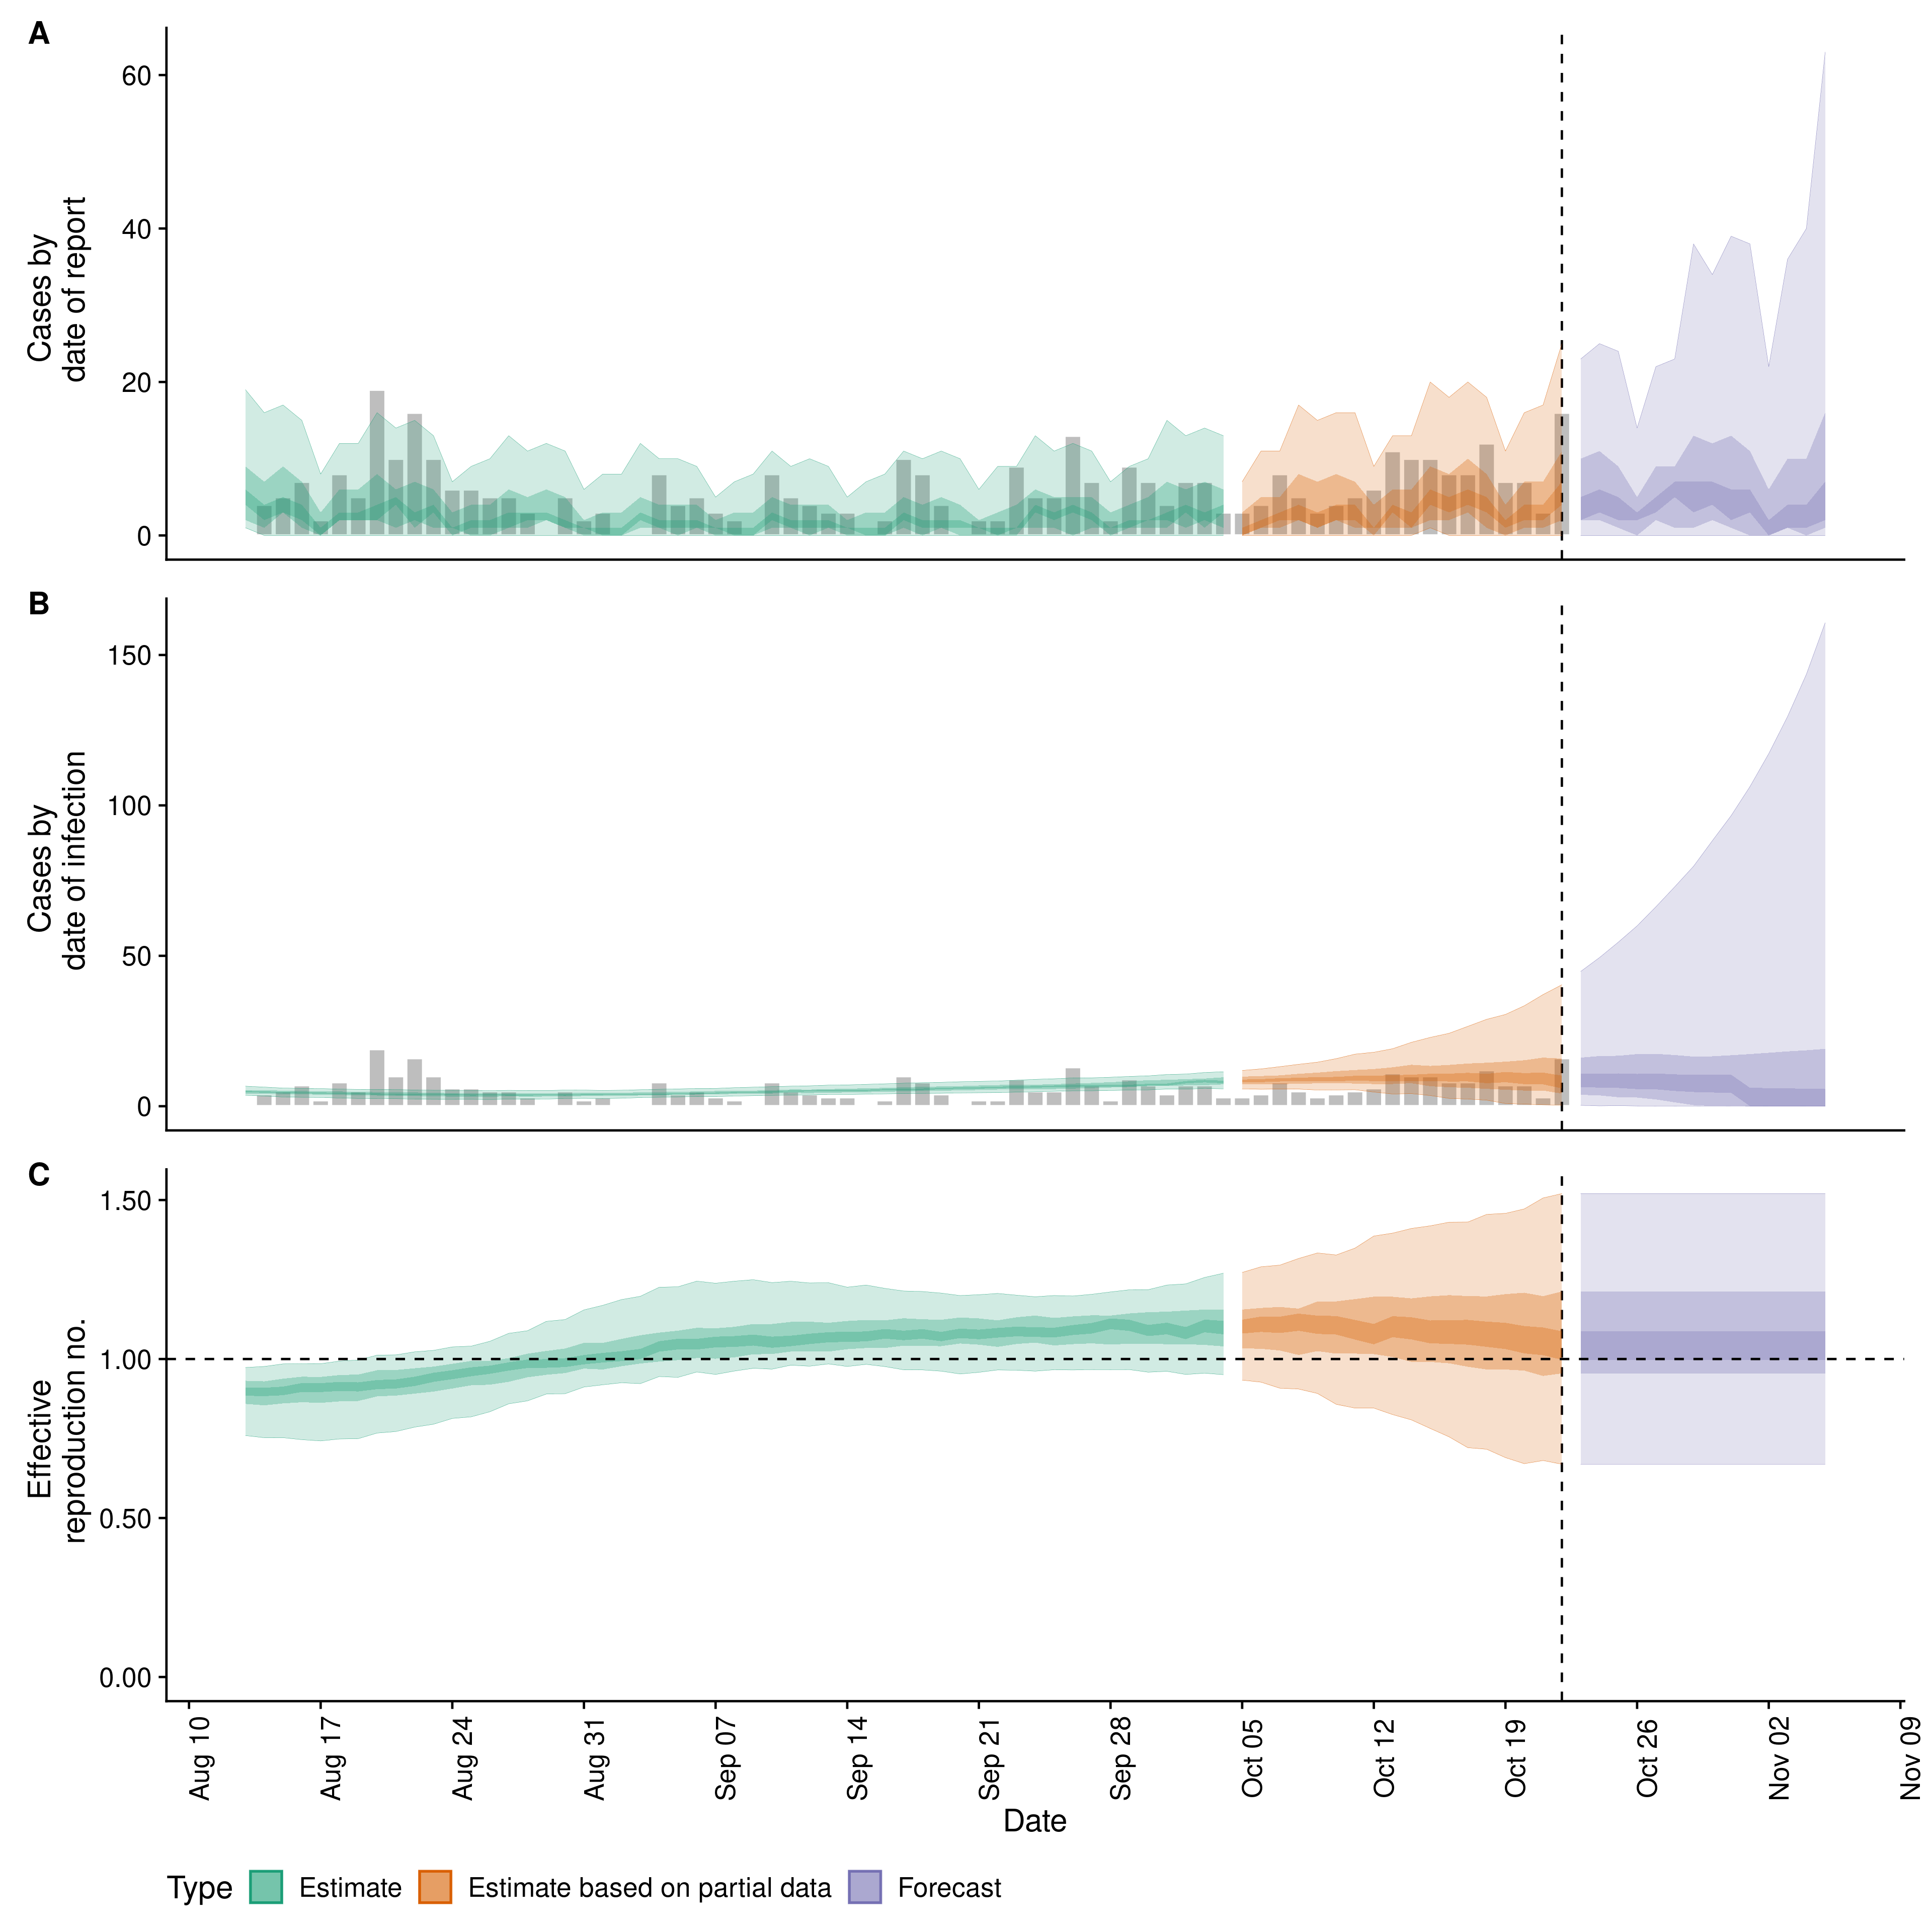 A
60
40
20
0
Cases by
date of report
B
150
100
50
0
Cases by
date of infection
C
1.50
1.00
0.50
0.00
Effective
reproduction no.
Aug 10
Aug 17
Aug 24
Aug 31
Sep 07
Sep 14
Sep 21
Sep 28
Oct 05
Oct 12
Oct 19
Oct 26
Nov 02
Nov 09
Date
Type Estimate Estimate based on partial data Forecast